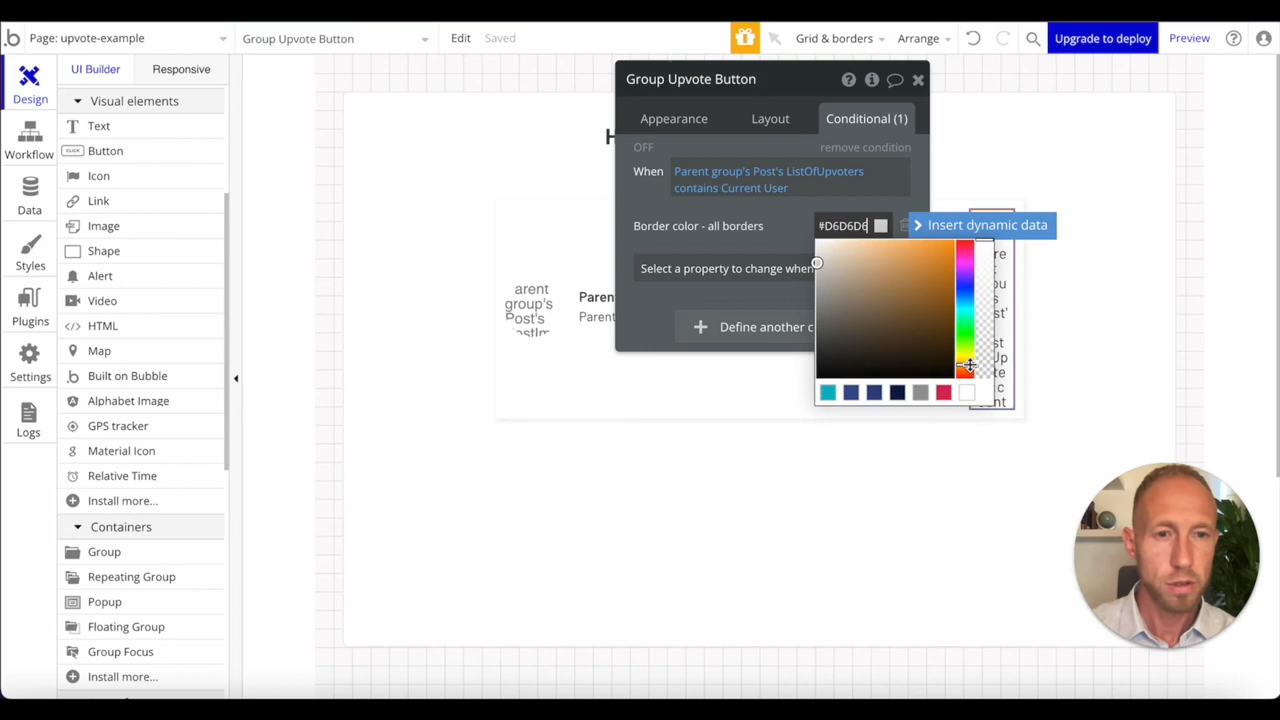 Page: upvote-example
Group Upvote Button
Edit
Saved
Grid & borders
Arrange
Upgrade to deploy
Preview
Design
Workflow
Data
Styles
Plugins
Settings
Logs
UI Builder
Responsive
Visual elements
Text
CLICK Button
Icon
Link
Image
Shape
Alert
Video
HTML
Map
Built on Bubble
Alphabet Image
GPS tracker
Material Icon
Relative Time
Install more...
Containers
Group
Repeating Group
Popup
Floating Group
Group Focus
Install more...
Group Upvote Button
Appearance
Layout
Conditional (1)
OFF
remove condition
When
Parent group's Post's ListOfUpvoters
contains Current User
Border color - all borders
#D6D6D6
Insert dynamic data
Select a property to change when
Define another c
H
arent
group's
Post's
Paren
Parent